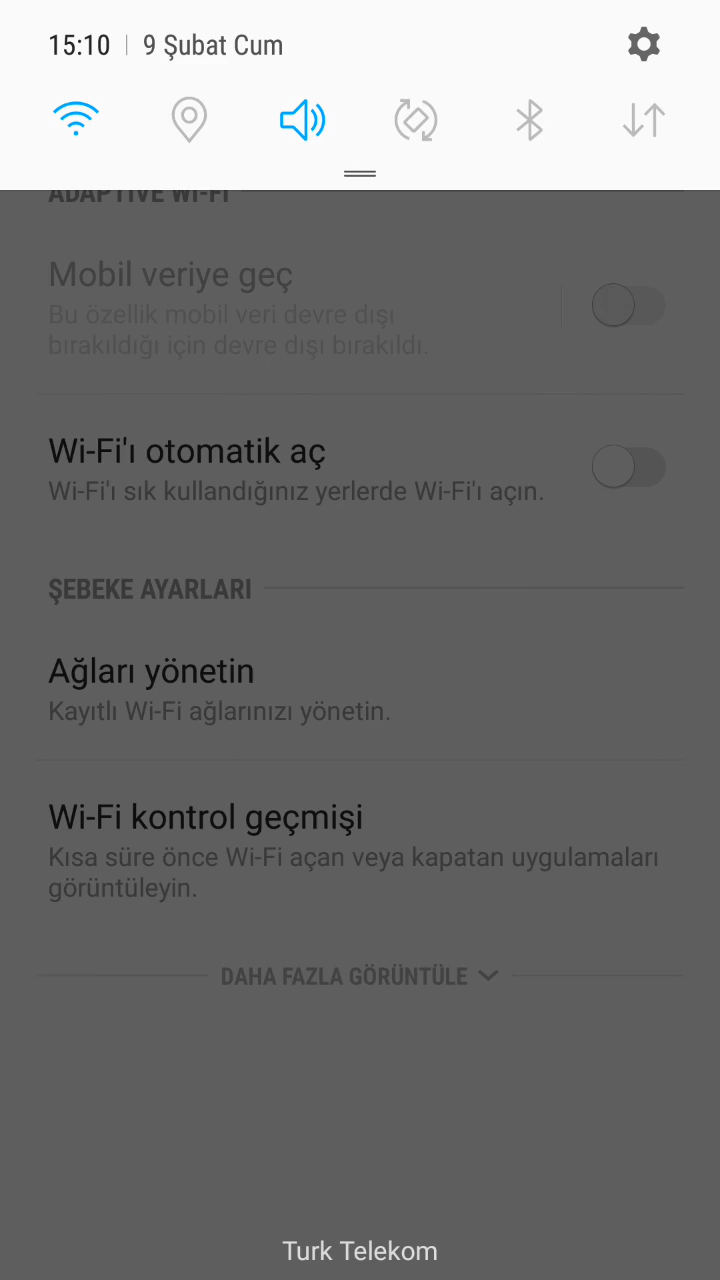 15:10 | 9 Şubat Cum
ADAPTIVE Wİ-Fİ
Mobil veriye geç
Bu özellik mobil veri devre dışı
bırakıldığı için devre dışı bırakıldı.
Wi-Fi'ı otomatik aç
Wi-Fi'ı sık kullandığınız yerlerde Wi-Fi'ı açın.
ŞEBEKE AYARLARI
Ağları yönetin
Kayıtlı Wi-Fi ağlarınızı yönetin.
Wi-Fi kontrol geçmişi
Kısa süre önce Wi-Fi açan veya kapatan uygulamaları
görüntüleyin.
DAHA FAZLA GÖRÜNTÜLE
Turk Telekom